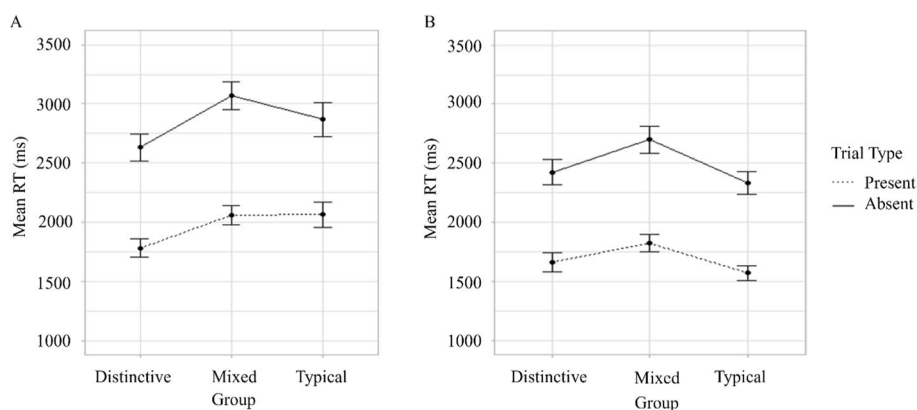 A
Mean RT (ms)
3500
3000
2500
2000
1500
1000
Distinctive Mixed Typical
Group
B
Mean RT (ms)
3500
3000
2500
2000
1500
1000
Distinctive Mixed Typical
Group
Trial Type
Present
Absent